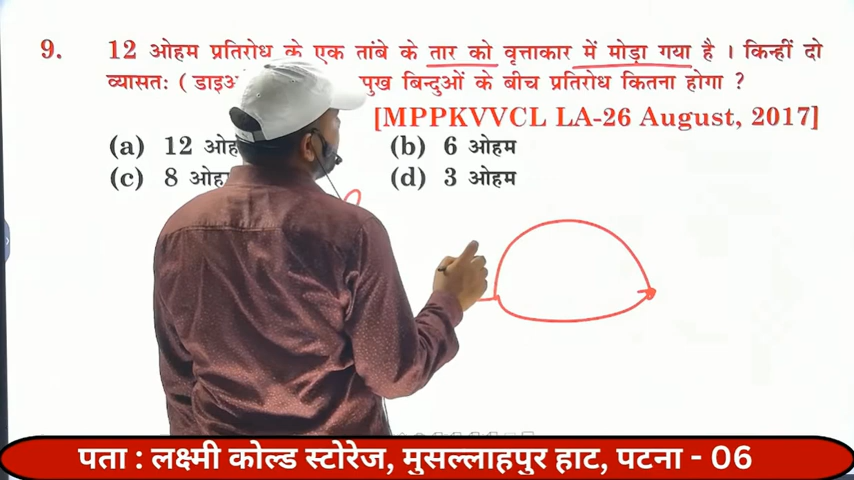 9. 12 ओहम प्रतिरोध के एक तांबे के तार को वृत्ताकार में मोड़ा गया है । किन्हीं दो
व्यासतः ( डाइअ पुख बिन्दुओं के बीच प्रतिरोध कितना होगा ?
[MPPKVVCL LA-26 August, 2017]
(a) 12 ओह (b) 6 ओहम
(c) 8 ओह (d) 3 ओहम
पता : लक्ष्मी कोल्ड स्टोरेज, मुसल्लाहपुर हाट, पटना - 06